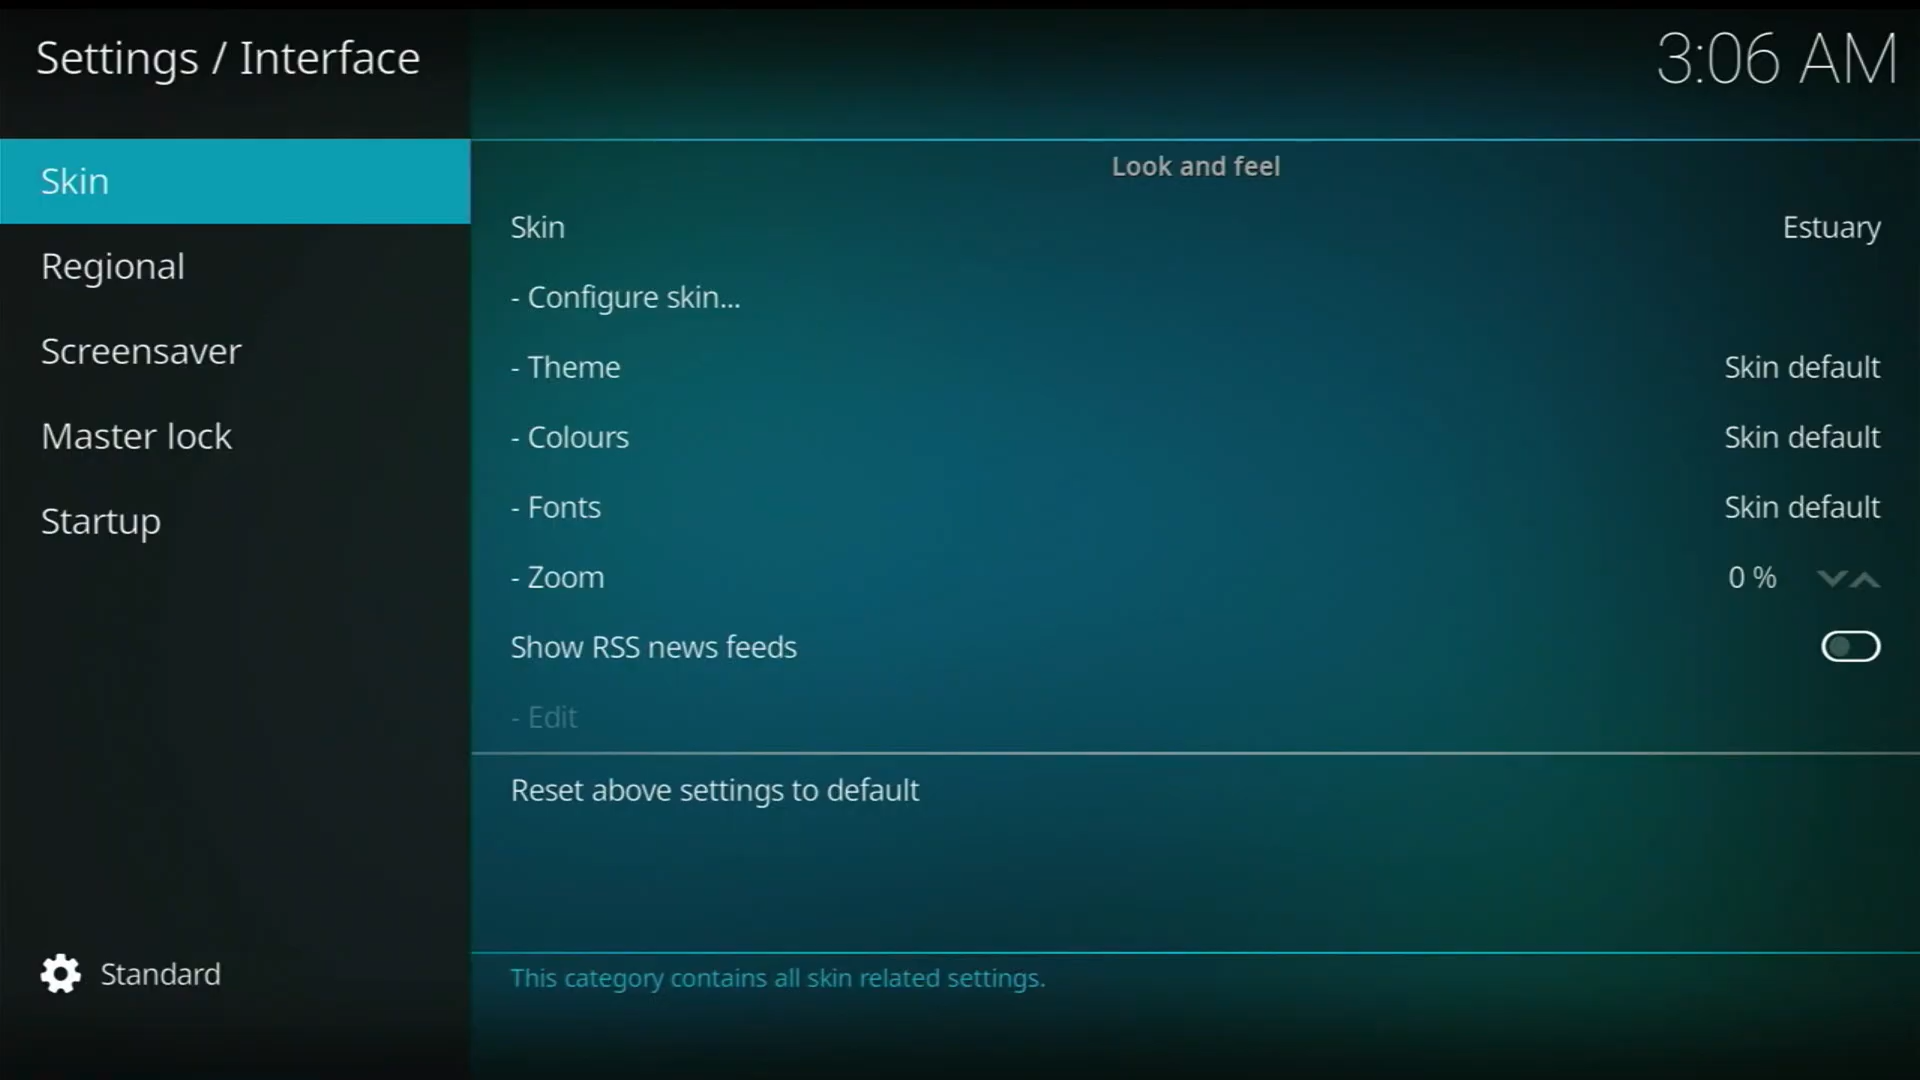 Settings / Interface
3:06 AM
Skin
Regional
Screensaver
Master lock
Startup
Standard
Look and feel
Skin Estuary
- Configure skin...
- Theme Skin default
- Colours Skin default
- Fonts Skin default
- Zoom 0 %
Show RSS news feeds
- Edit
Reset above settings to default
This category contains all skin related settings.